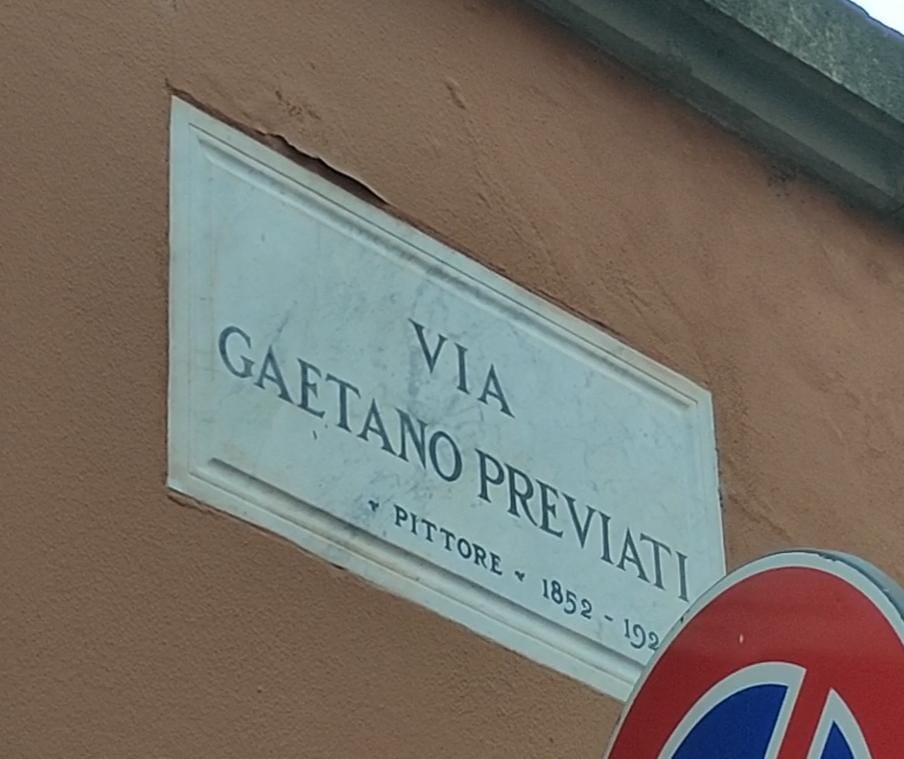 VIA
GAETANO PREVIATI
PITTORE 1852 - 192